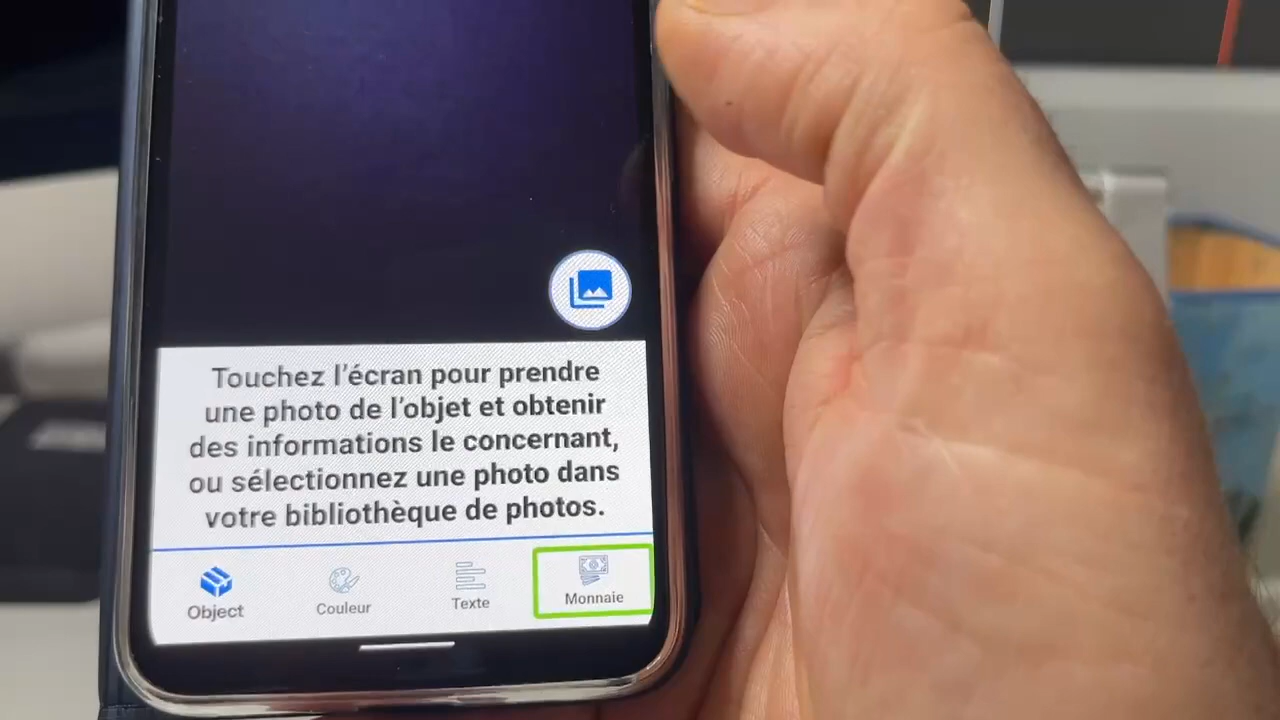 Touchez l'écran pour prendre
une photo de l'objet et obtenir
des informations le concernant,
ou sélectionnez une photo dans
votre bibliothèque de photos.
Object
Couleur
Texte
Monnaie